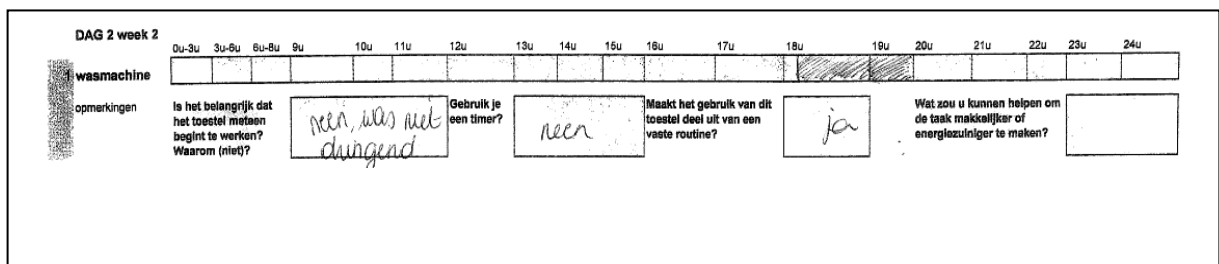 DAG 2 week 2
0u-3u 3u-6u 6u-8u 9u 10u 11u 12u 13u 14u 15u 16u 17u 18u 19u 20u 21u 22u 23u 24u
1 wasmachine
opmerkingen
Is het belangrijk dat
het toestel meteen
begint te werken?
Waarom (niet)?
neen, was niet
dringend
Gebruik je
een timer?
neen
Maakt het gebruik van dit
toestel deel uit van een
vaste routine?
ja
Wat zou u kunnen helpen om
de taak makkelijker of
energiezuiniger te maken?